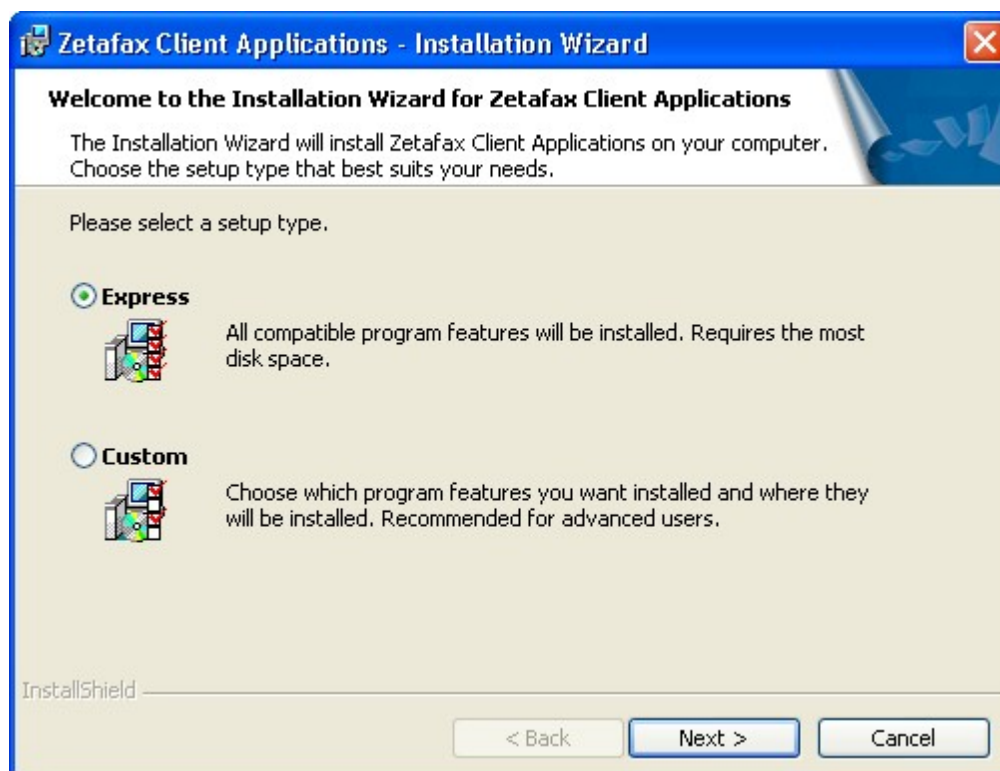 Zetafax Client Applications - Installation Wizard
Welcome to the Installation Wizard for Zetafax Client Applications
The Installation Wizard will install Zetafax Client Applications on your computer.
Choose the setup type that best suits your needs.
Please select a setup type.
Express
All compatible program features will be installed. Requires the most
disk space.
Custom
Choose which program features you want installed and where they
will be installed. Recommended for advanced users.
InstallShield
< Back
Next >
Cancel